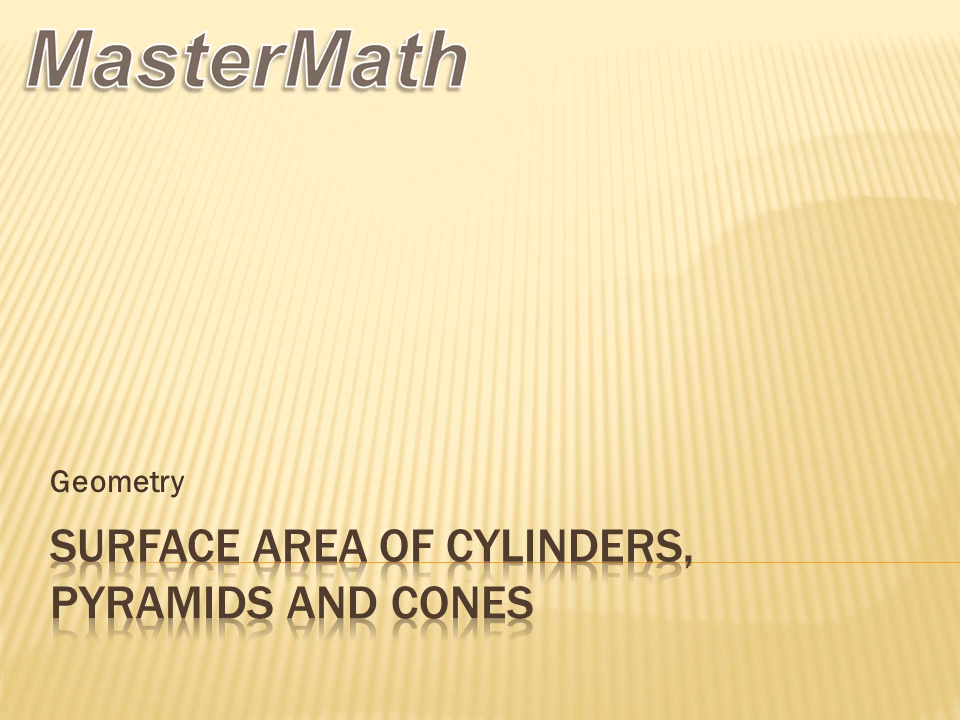 MasterMath
Geometry
SURFACE AREA OF CYLINDERS,
PYRAMIDS AND CONES